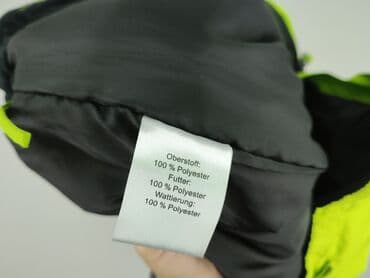 Oberstoff:
100 % Polyester
Futter:
100 % Polyester
Wattierung:
100 % Polyester